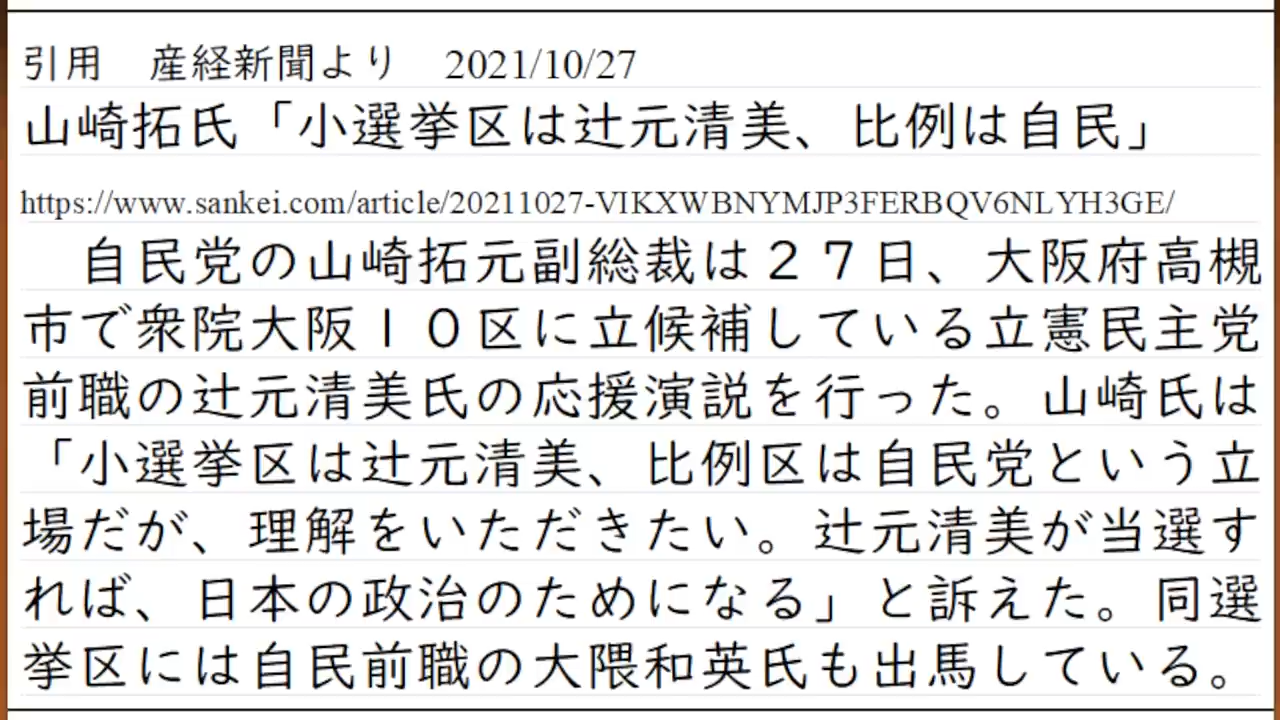 引用　産経新聞より　2021/10/27
山崎拓氏「小選挙区は辻元清美、比例は自民」
https://www.sankei.com/article/20211027-VIKXWBNYMJP3FERBQV6NLYH3GE/
　自民党の山崎拓元副総裁は２７日、大阪府高槻
市で衆院大阪１０区に立候補している立憲民主党
前職の辻元清美氏の応援演説を行った。山崎氏は
「小選挙区は辻元清美、比例区は自民党という立
場だが、理解をいただきたい。辻元清美が当選す
れば、日本の政治のためになる」と訴えた。同選
挙区には自民前職の大隈和英氏も出馬している。